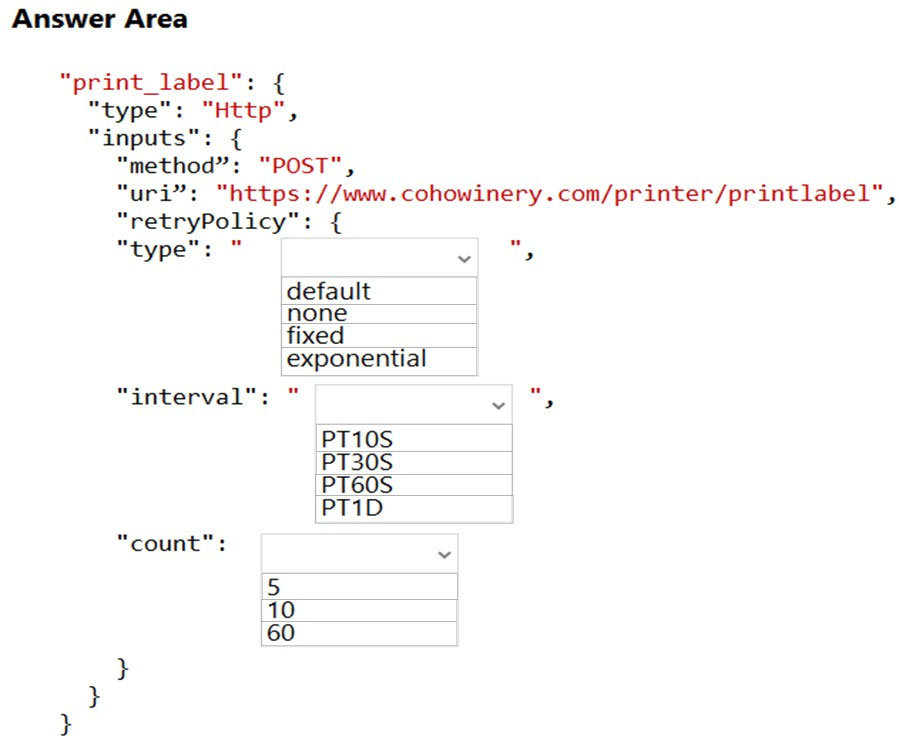 Answer Area
"print_label": {
"type": "Http",
"inputs": {
"method”: "POST",
"uri”: "https://www.cohowinery.com/printer/printlabel",
"retryPolicy": {
"type": " ",
default
none
fixed
exponential
"interval": " ",
PT10S
PT30S
PT60S
PT1D
"count":
5
10
60
}
}
}